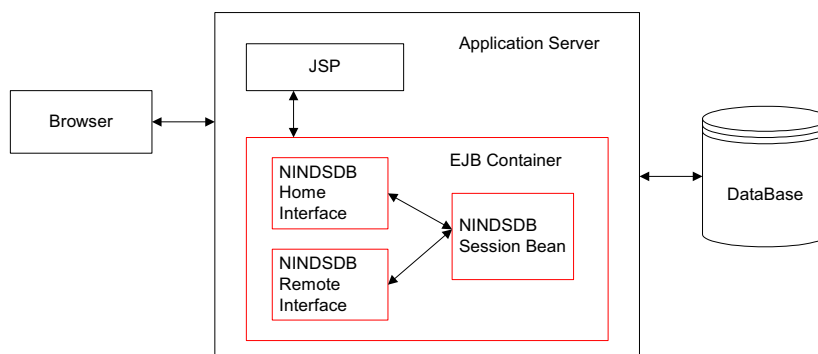 Application Server
JSP
Browser
EJB Container
NINDSDB
Home
Interface
NINDSDB
Session Bean
NINDSDB
Remote
Interface
DataBase